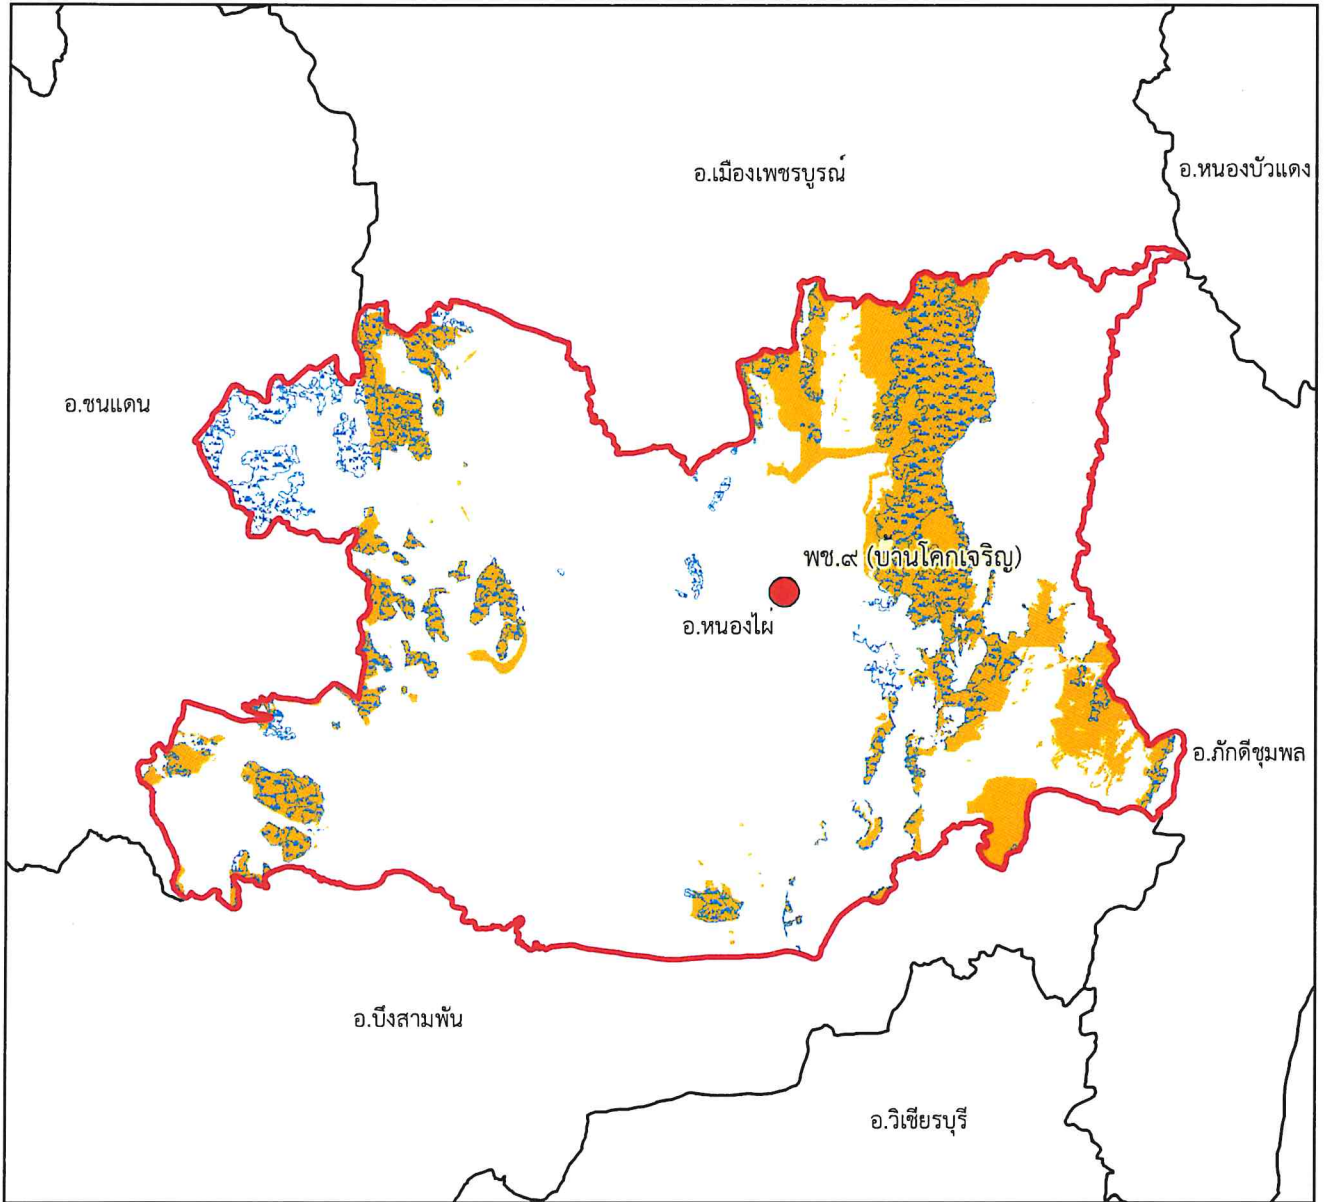 อ.เมืองเพชรบูรณ์
อ.หนองบัวแดง
อ.ชนแดน
พช.๙ (บ้านโคกเจริญ)
อ.หนองไผ่
อ.ภักดีชุมพล
อ.บึงสามพัน
อ.วิเชียรบุรี